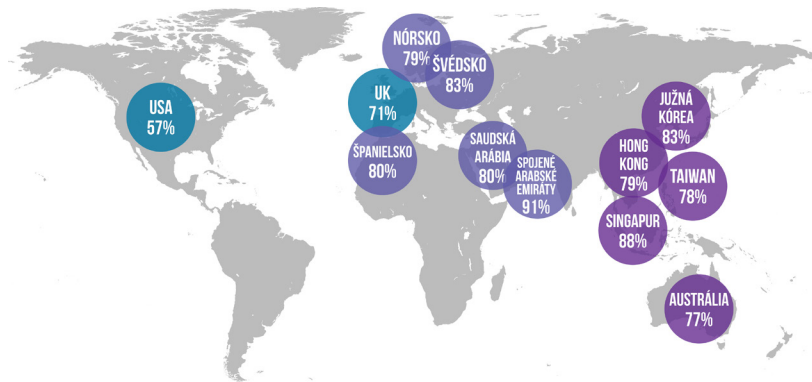 NÓRSKO
79%
ŠVÉDSKO
83%
USA
57%
UK
71%
JUŽNÁ
KÓREA
83%
ŠPANIELSKO
80%
SAUDSKÁ
ARÁBIA
80%
SPOJENÉ
ARABSKÉ
EMIRÁTY
91%
HONG
KONG
79%
TAIWAN
78%
SINGAPUR
88%
AUSTRÁLIA
77%